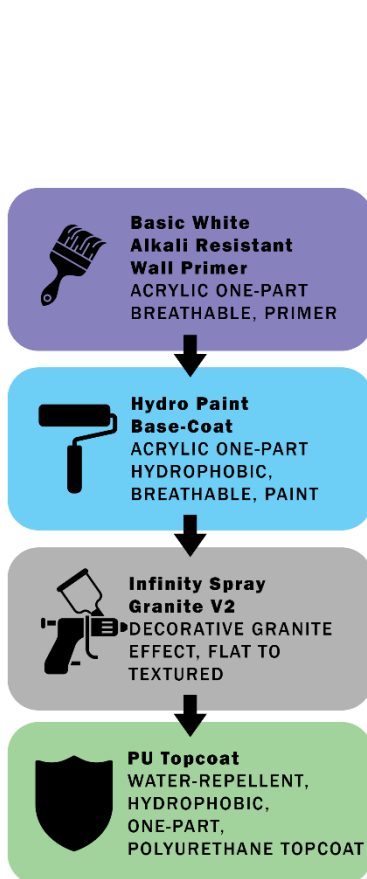 Basic White
Alkali Resistant
Wall Primer
ACRYLIC ONE-PART
BREATHABLE, PRIMER
Hydro Paint
Base-Coat
ACRYLIC ONE-PART
HYDROPHOBIC,
BREATHABLE, PAINT
Infinity Spray
Granite V2
DECORATIVE GRANITE
EFFECT, FLAT TO
TEXTURED
PU Topcoat
WATER-REPELLENT,
HYDROPHOBIC,
ONE-PART,
POLYURETHANE TOPCOAT